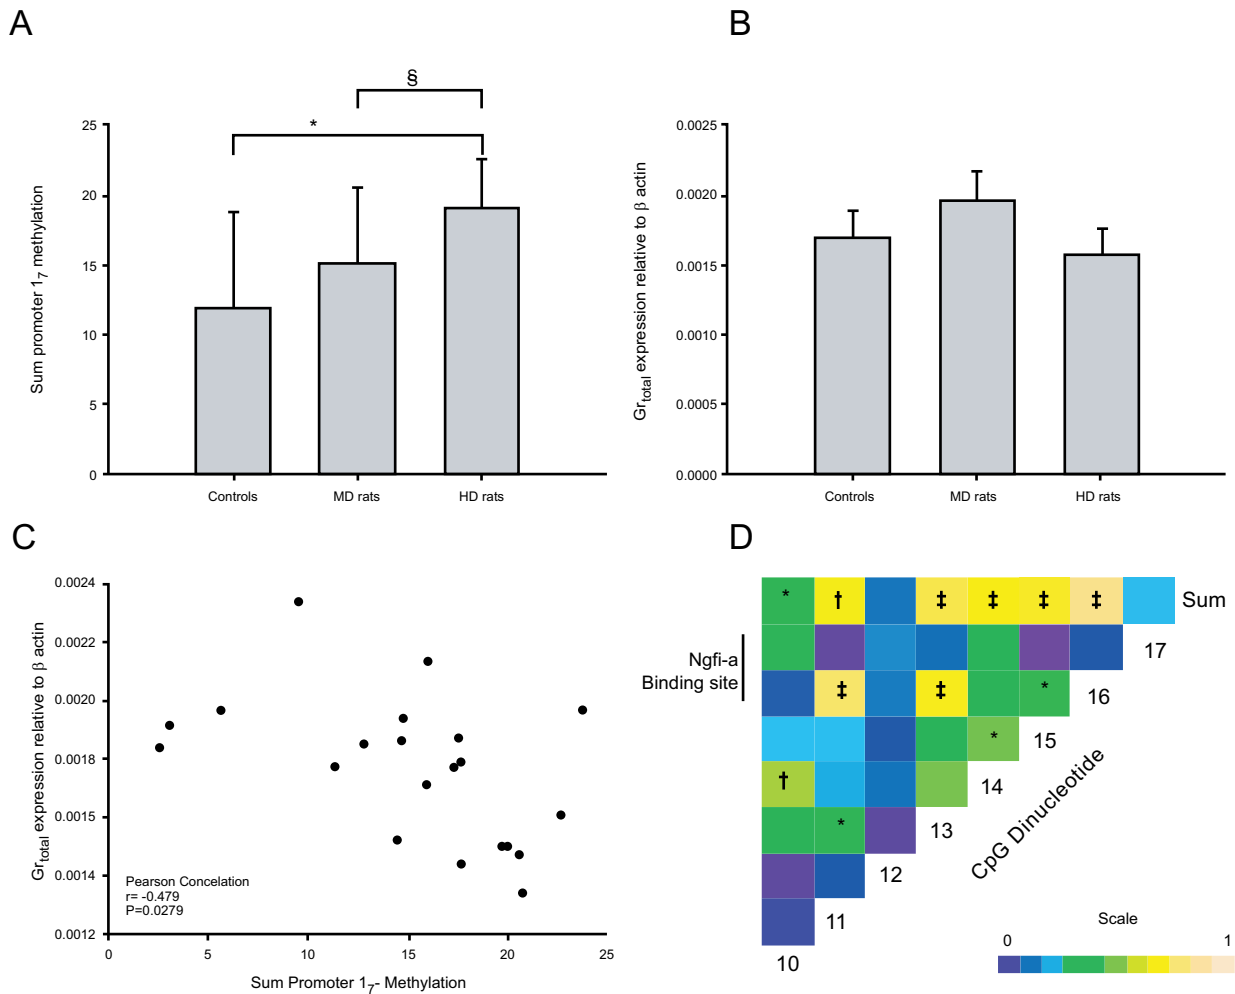 A
§
*
25
20
15
10
5
0
Sum promoter 1₇ methylation
Controls MD rats HD rats
B
0.0025
0.0020
0.0015
0.0010
0.0005
0.0000
Gr_total expression relative to β actin
Controls MD rats HD rats
C
0.0024
0.0022
0.0020
0.0018
0.0015
0.0014
0.0012
Gr_total expression relative to β actin
Pearson Concelation
r= -0.479
P=0.0279
0 5 10 15 20 25
Sum Promoter 1₇- Methylation
D
* † ‡ ‡ ‡ ‡ Sum
Ngfi-a
Binding site
17
‡ ‡ * 16
* 15
† 14
* 13
12
11
10
CpG Dinucleotide
Scale
0 1